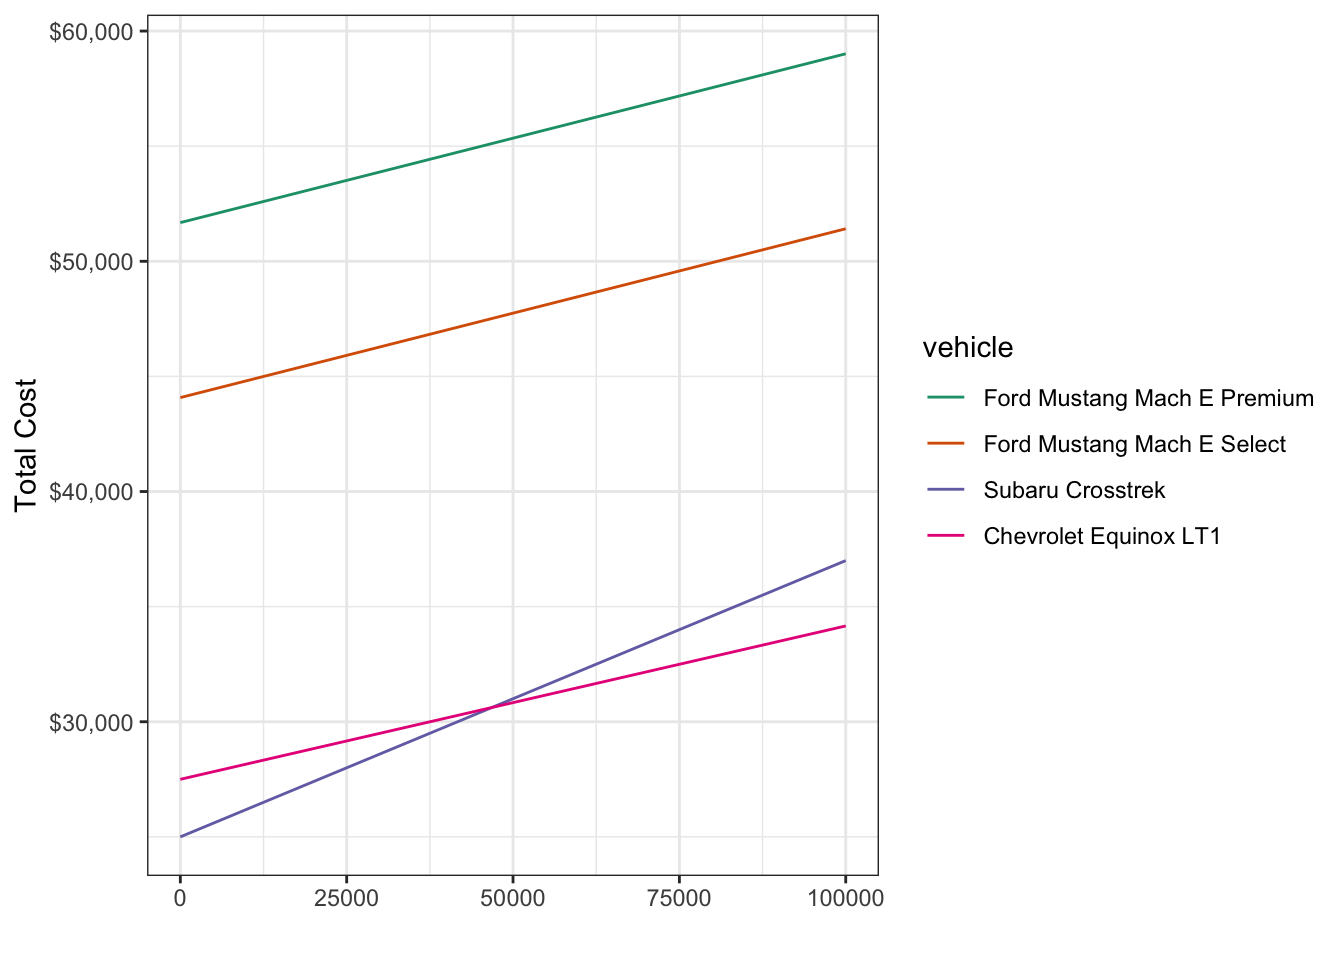 $60,000
$50,000
$40,000
$30,000
Total Cost
0 25000 50000 75000 100000
vehicle
Ford Mustang Mach E Premium
Ford Mustang Mach E Select
Subaru Crosstrek
Chevrolet Equinox LT1